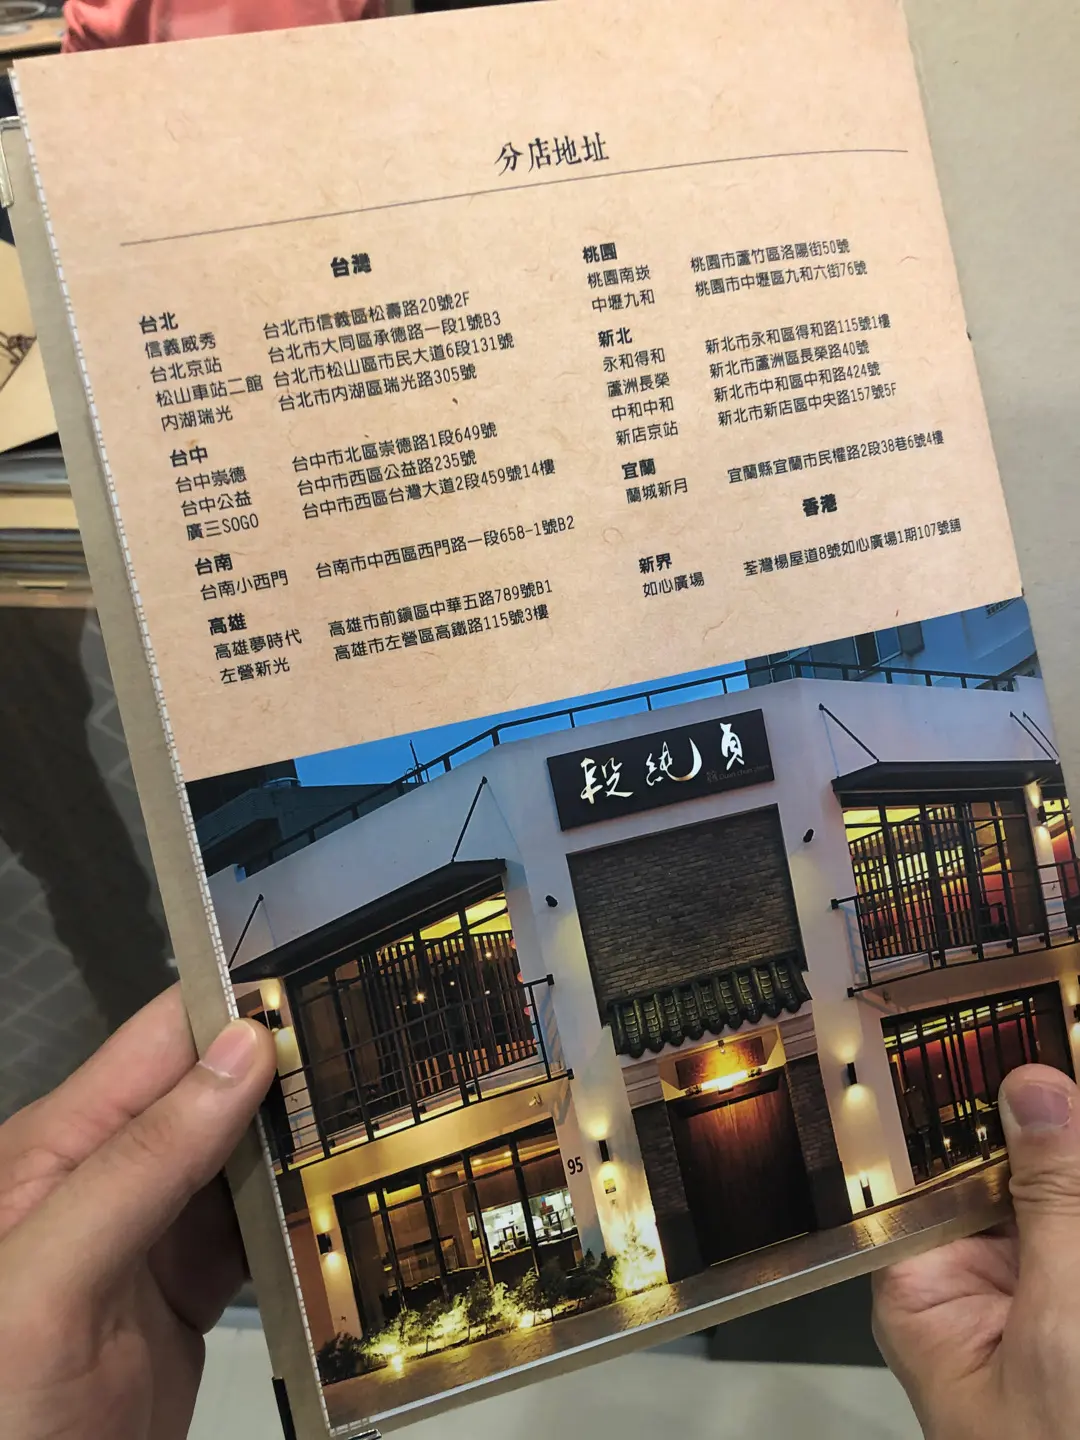 分店地址
台灣
台北
信義威秀 台北市信義區松壽路20號2F
台北京站 台北市大同區承德路一段1號B3
松山車站二館 台北市松山區市民大道6段131號
內湖瑞光 台北市內湖區瑞光路305號
台中
台中崇德 台中市北區崇德路1段649號
台中公益 台中市西區公益路235號
廣三SOGO 台中市西區台灣大道2段459號14樓
台南
台南小西門 台南市中西區西門路一段658-1號B2
高雄
高雄夢時代 高雄市前鎮區中華五路789號B1
左營新光 高雄市左營區高鐵路115號3樓
桃園
桃園南崁 桃園市蘆竹區洛陽街50號
中壢九和 桃園市中壢區九和六街76號
新北
永和得和 新北市永和區得和路115號1樓
蘆洲長榮 新北市蘆洲區長榮路40號
中和中和 新北市中和區中和路424號
新店京站 新北市新店區中央路157號5F
宜蘭
蘭城新月 宜蘭縣宜蘭市民權路2段38巷6號4樓
香港
新界
如心廣場 荃灣楊屋道8號如心廣場1期107號舖
段純貞
Duan chun zhen
95